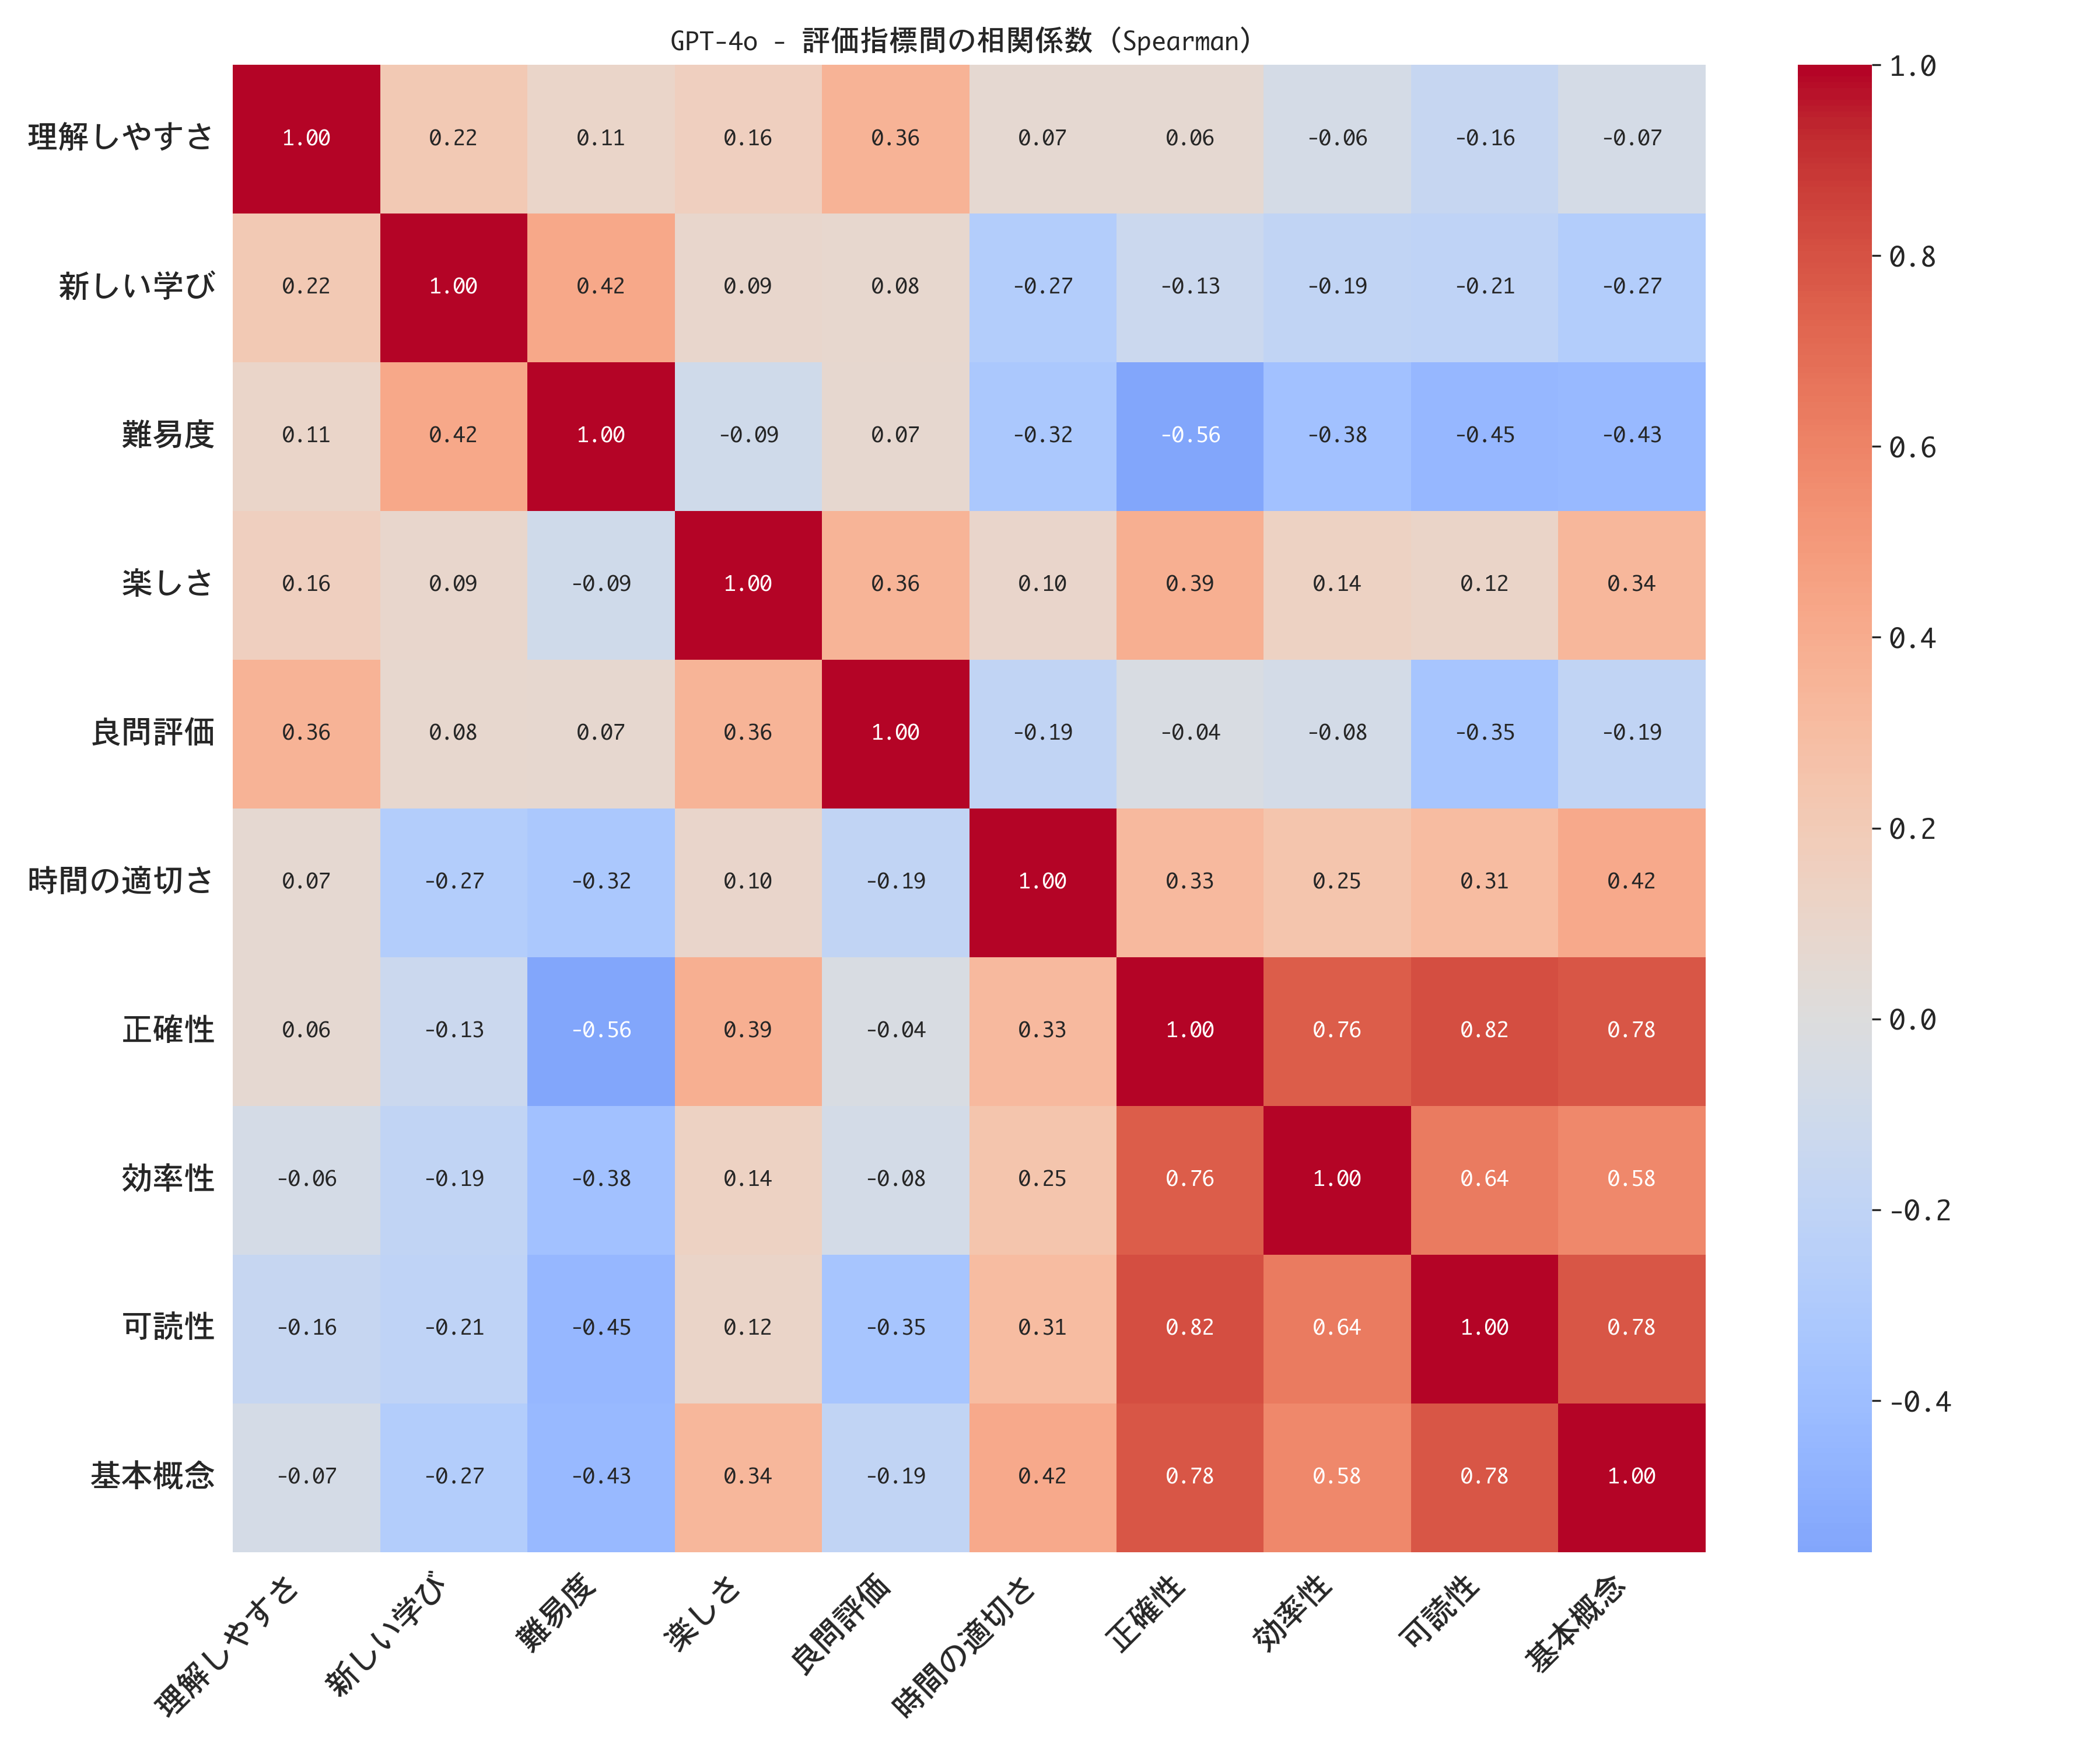 GPT-4o - 評価指標間の相関係数（Spearman）
理解しやすさ 1.00 0.22 0.11 0.16 0.36 0.07 0.06 -0.06 -0.16 -0.07
新しい学び 0.22 1.00 0.42 0.09 0.08 -0.27 -0.13 -0.19 -0.21 -0.27
難易度 0.11 0.42 1.00 -0.09 0.07 -0.32 -0.56 -0.38 -0.45 -0.43
楽しさ 0.16 0.09 -0.09 1.00 0.36 0.10 0.39 0.14 0.12 0.34
良問評価 0.36 0.08 0.07 0.36 1.00 -0.19 -0.04 -0.08 -0.35 -0.19
時間の適切さ 0.07 -0.27 -0.32 0.10 -0.19 1.00 0.33 0.25 0.31 0.42
正確性 0.06 -0.13 -0.56 0.39 -0.04 0.33 1.00 0.76 0.82 0.78
効率性 -0.06 -0.19 -0.38 0.14 -0.08 0.25 0.76 1.00 0.64 0.58
可読性 -0.16 -0.21 -0.45 0.12 -0.35 0.31 0.82 0.64 1.00 0.78
基本概念 -0.07 -0.27 -0.43 0.34 -0.19 0.42 0.78 0.58 0.78 1.00
理解しやすさ 新しい学び 難易度 楽しさ 良問評価 時間の適切さ 正確性 効率性 可読性 基本概念
1.0
0.8
0.6
0.4
0.2
0.0
-0.2
-0.4